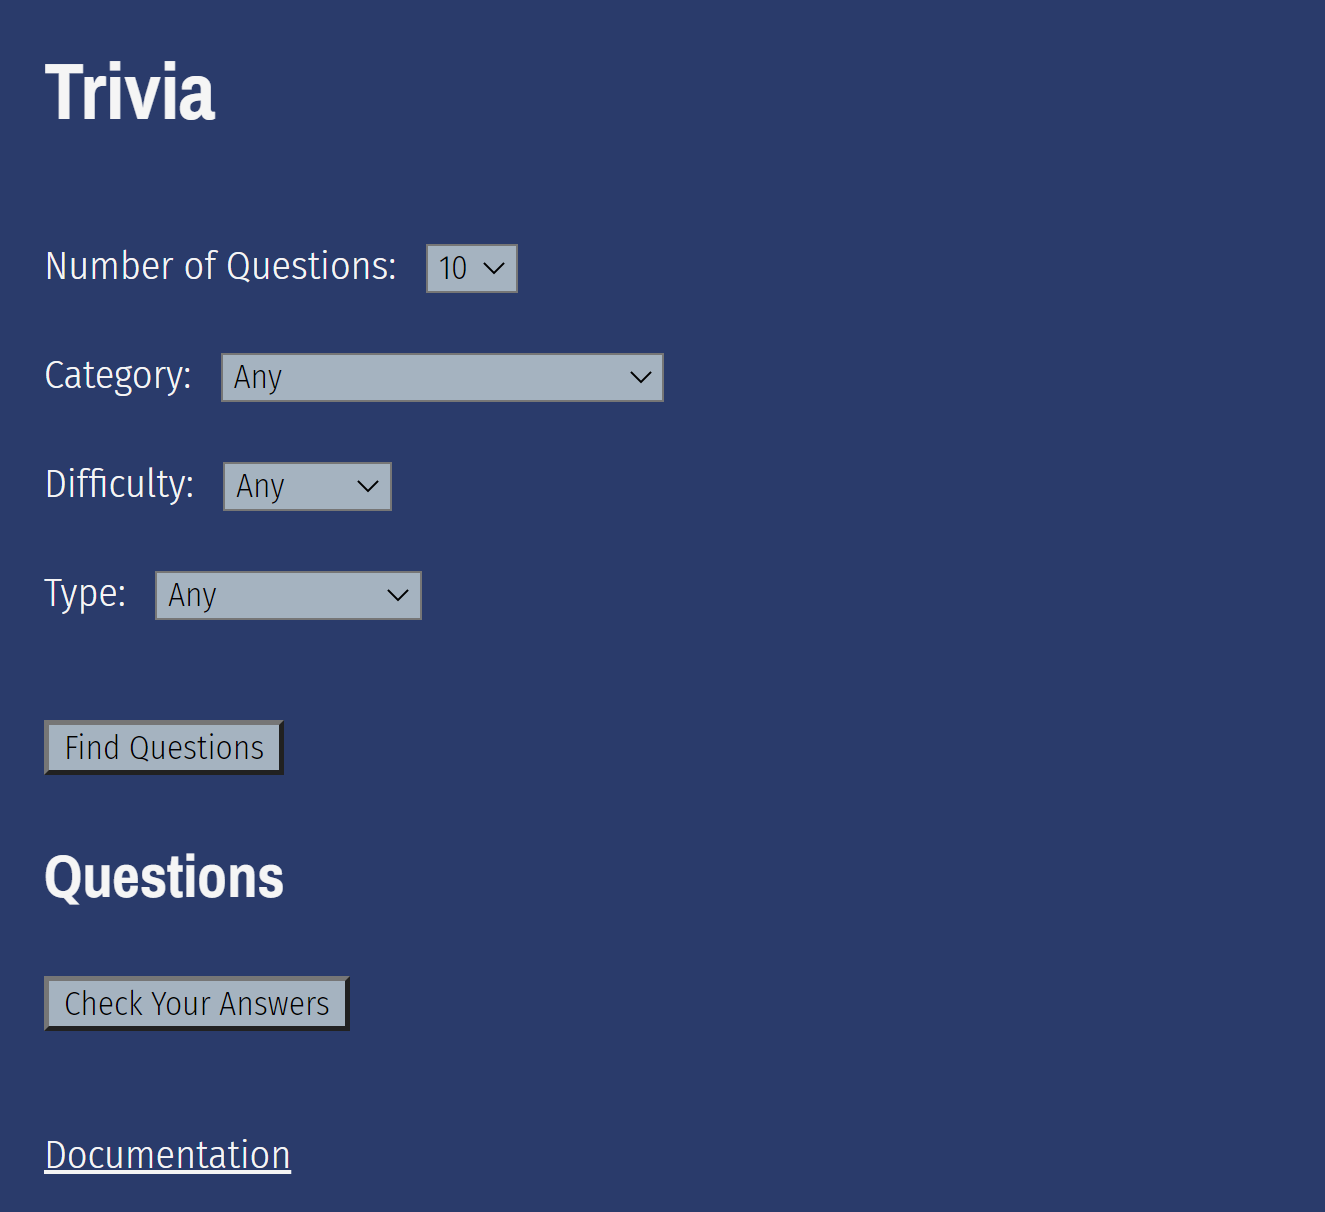 Trivia
Number of Questions: 10
Category: Any
Difficulty: Any
Type: Any
Find Questions
Questions
Check Your Answers
Documentation